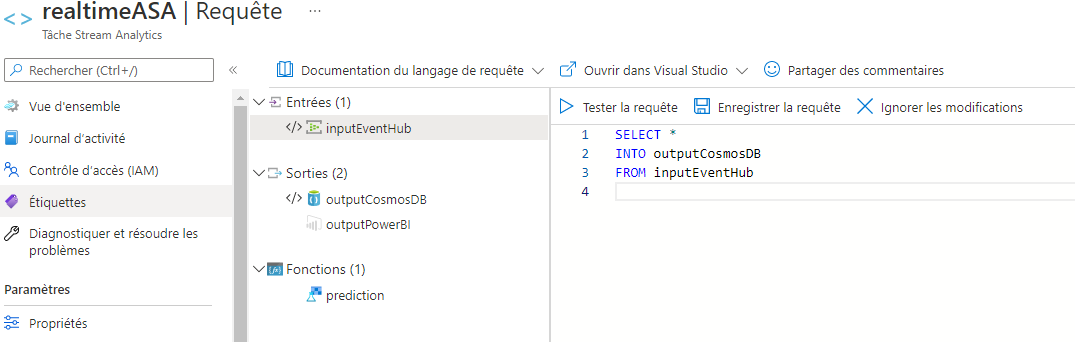 realtimeASA | Requête ...
Tâche Stream Analytics
Rechercher (Ctrl+/)
Vue d'ensemble
Journal d'activité
Contrôle d'accès (IAM)
Étiquettes
Diagnostiquer et résoudre les
problèmes
Paramètres
Propriétés
Documentation du langage de requête
Ouvrir dans Visual Studio
Partager des commentaires
Entrées (1)
inputEventHub
Sorties (2)
outputCosmosDB
outputPowerBI
Fonctions (1)
prediction
Tester la requête
Enregistrer la requête
Ignorer les modifications
1 SELECT *
2 INTO outputCosmosDB
3 FROM inputEventHub
4